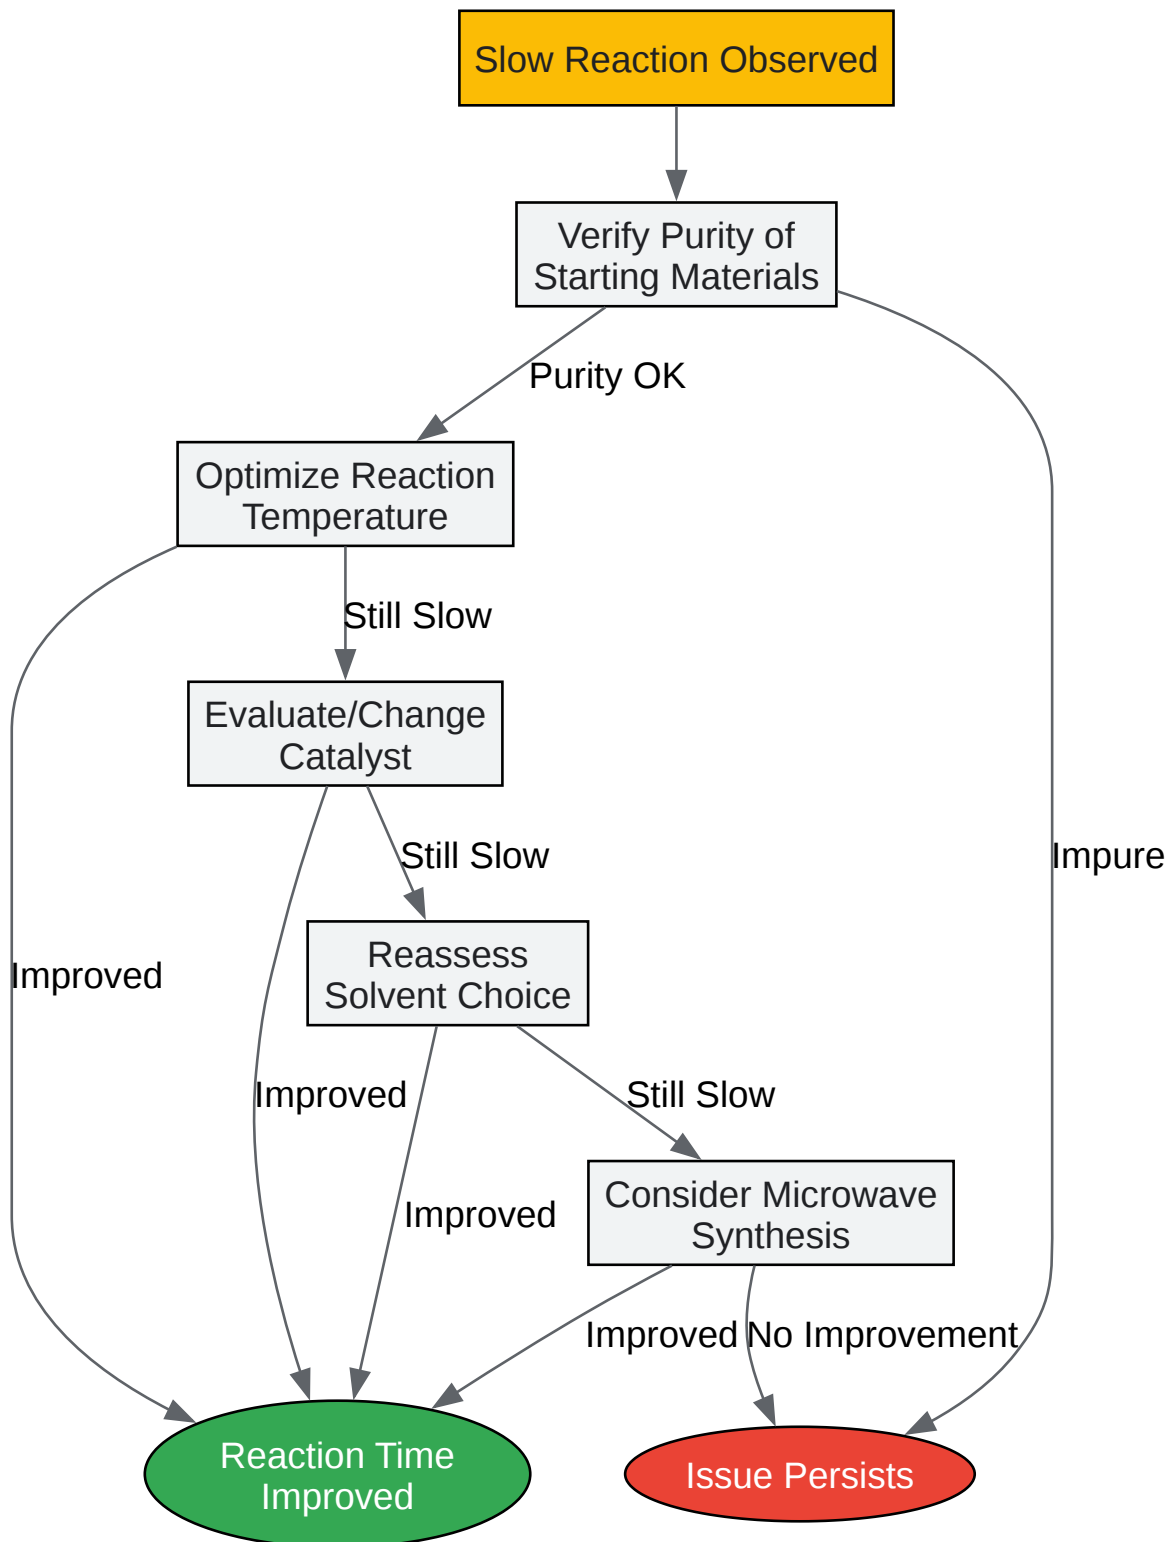 Slow Reaction Observed
Verify Purity of
Starting Materials
Purity OK
Optimize Reaction
Temperature
Still Slow
Evaluate/Change
Catalyst
Still Slow
Impure
Reassess
Solvent Choice
Improved
Improved
Still Slow
Consider Microwave
Synthesis
Improved
Improved
No Improvement
Reaction Time
Improved
Issue Persists